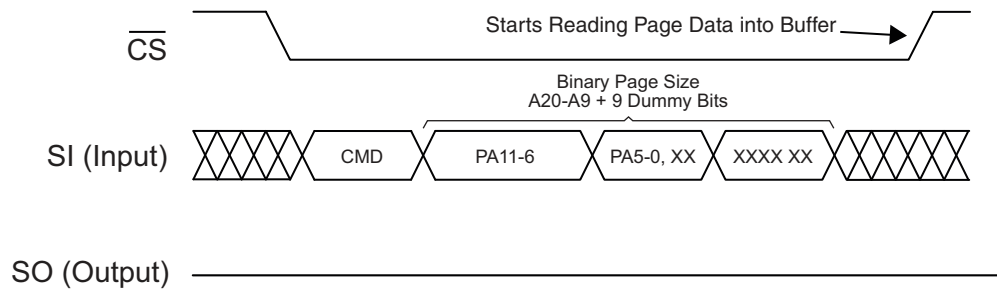 Starts Reading Page Data into Buffer
CS
Binary Page Size
A20-A9 + 9 Dummy Bits
SI (Input)
CMD
PA11-6
PA5-0, XX
XXXX XX
SO (Output)